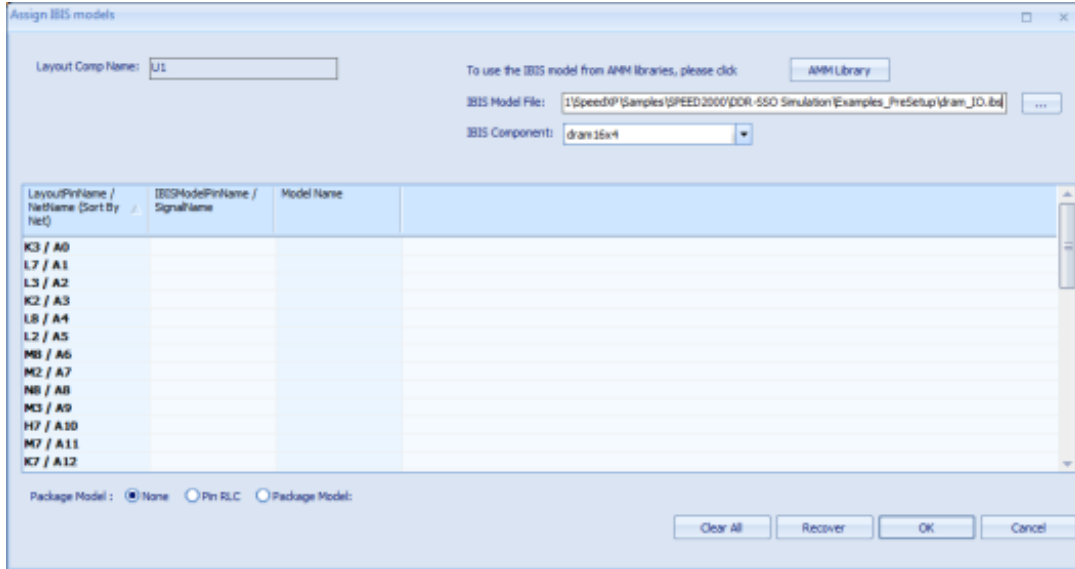 Assign IBIS models
Layout Comp Name: U1
To use the IBIS model from AMM libraries, please click AMM Library
IBIS Model File: 1\SpeedXP\Samples\SPEED2000\DDR-SSO Simulation\Examples_PreSetup\dram_IO.ibs ...
IBIS Component: dram16x4
LayoutPinName / NetName (Sort By Net) IBISModelPinName / SignalName Model Name
K3 / A0
L7 / A1
L3 / A2
K2 / A3
L8 / A4
L2 / A5
M8 / A6
M2 / A7
N8 / A8
M3 / A9
H7 / A10
M7 / A11
K7 / A12
Package Model : None Pin RLC Package Model:
Clear All Recover OK Cancel